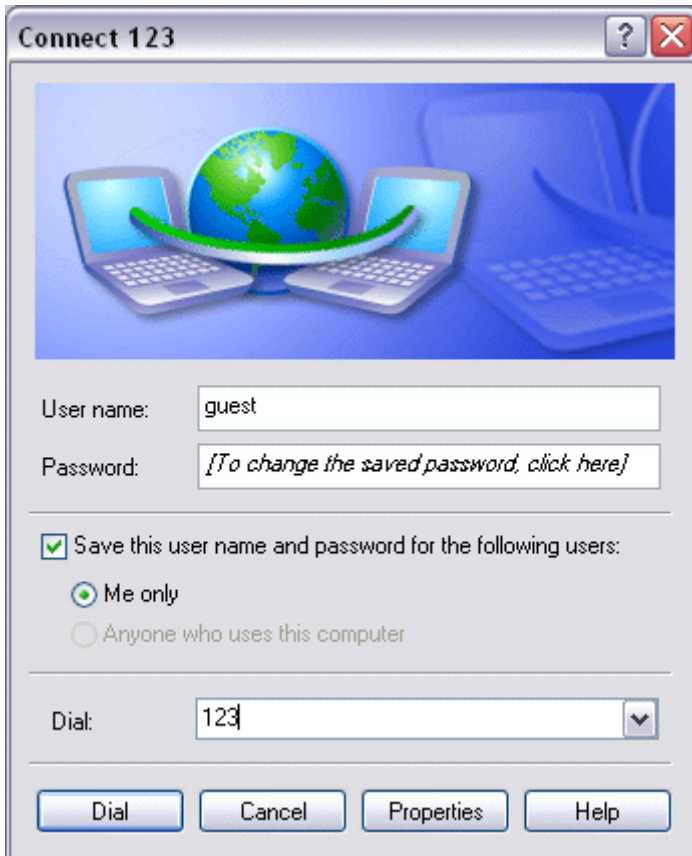 Connect 123
User name: guest
Password: [To change the saved password, click here]
Save this user name and password for the following users:
Me only
Anyone who uses this computer
Dial: 123
Dial Cancel Properties Help